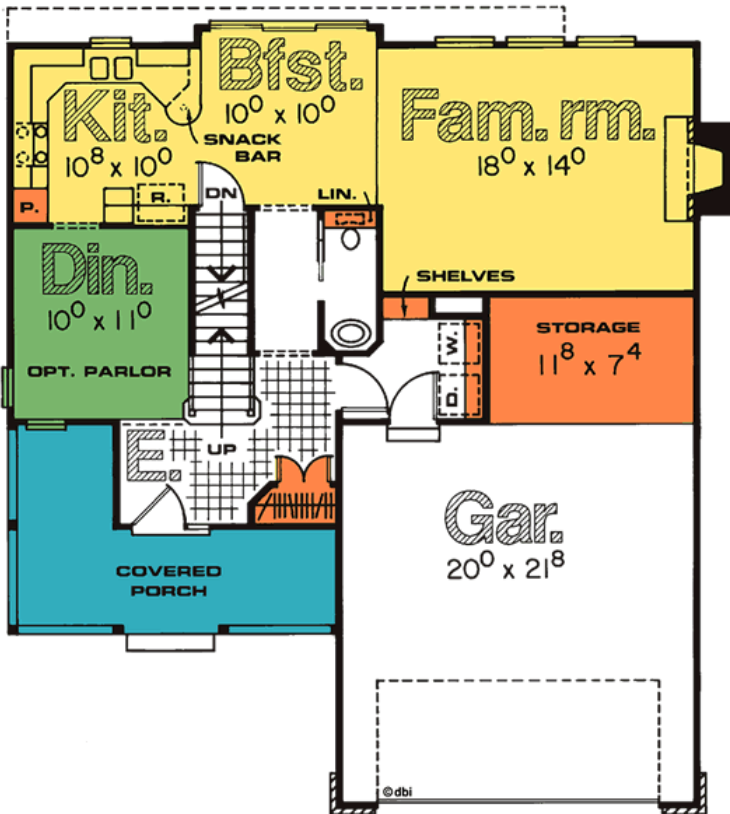 Bfst.
10⁰ x 10⁰
Kit.
10⁸ x 10⁰
SNACK
BAR
Fam. rm.
18⁰ x 14⁰
P.
R.
DN
LIN.
Din.
10⁰ x 11⁰
OPT. PARLOR
SHELVES
W.
D.
STORAGE
11⁸ x 7⁴
E.
UP
Gar.
20⁰ x 21⁸
COVERED
PORCH
©dbi